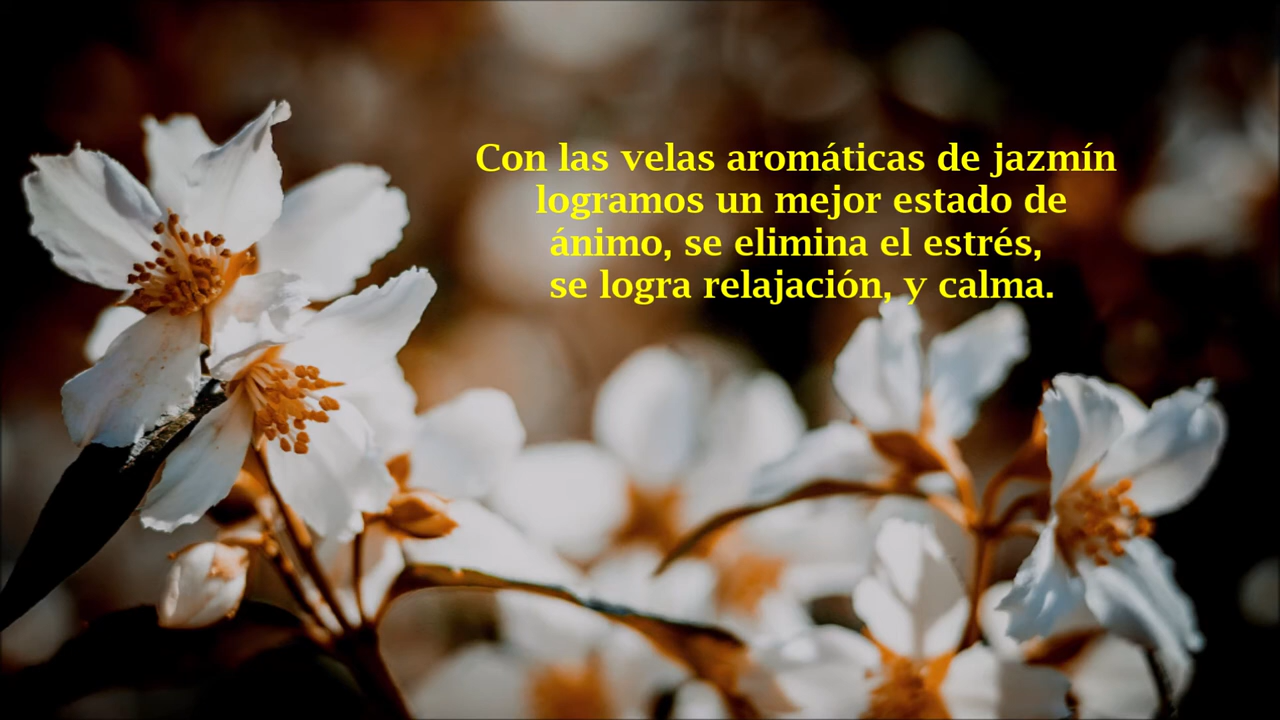 Con las velas aromáticas de jazmín
logramos un mejor estado de
ánimo, se elimina el estrés,
se logra relajación, y calma.